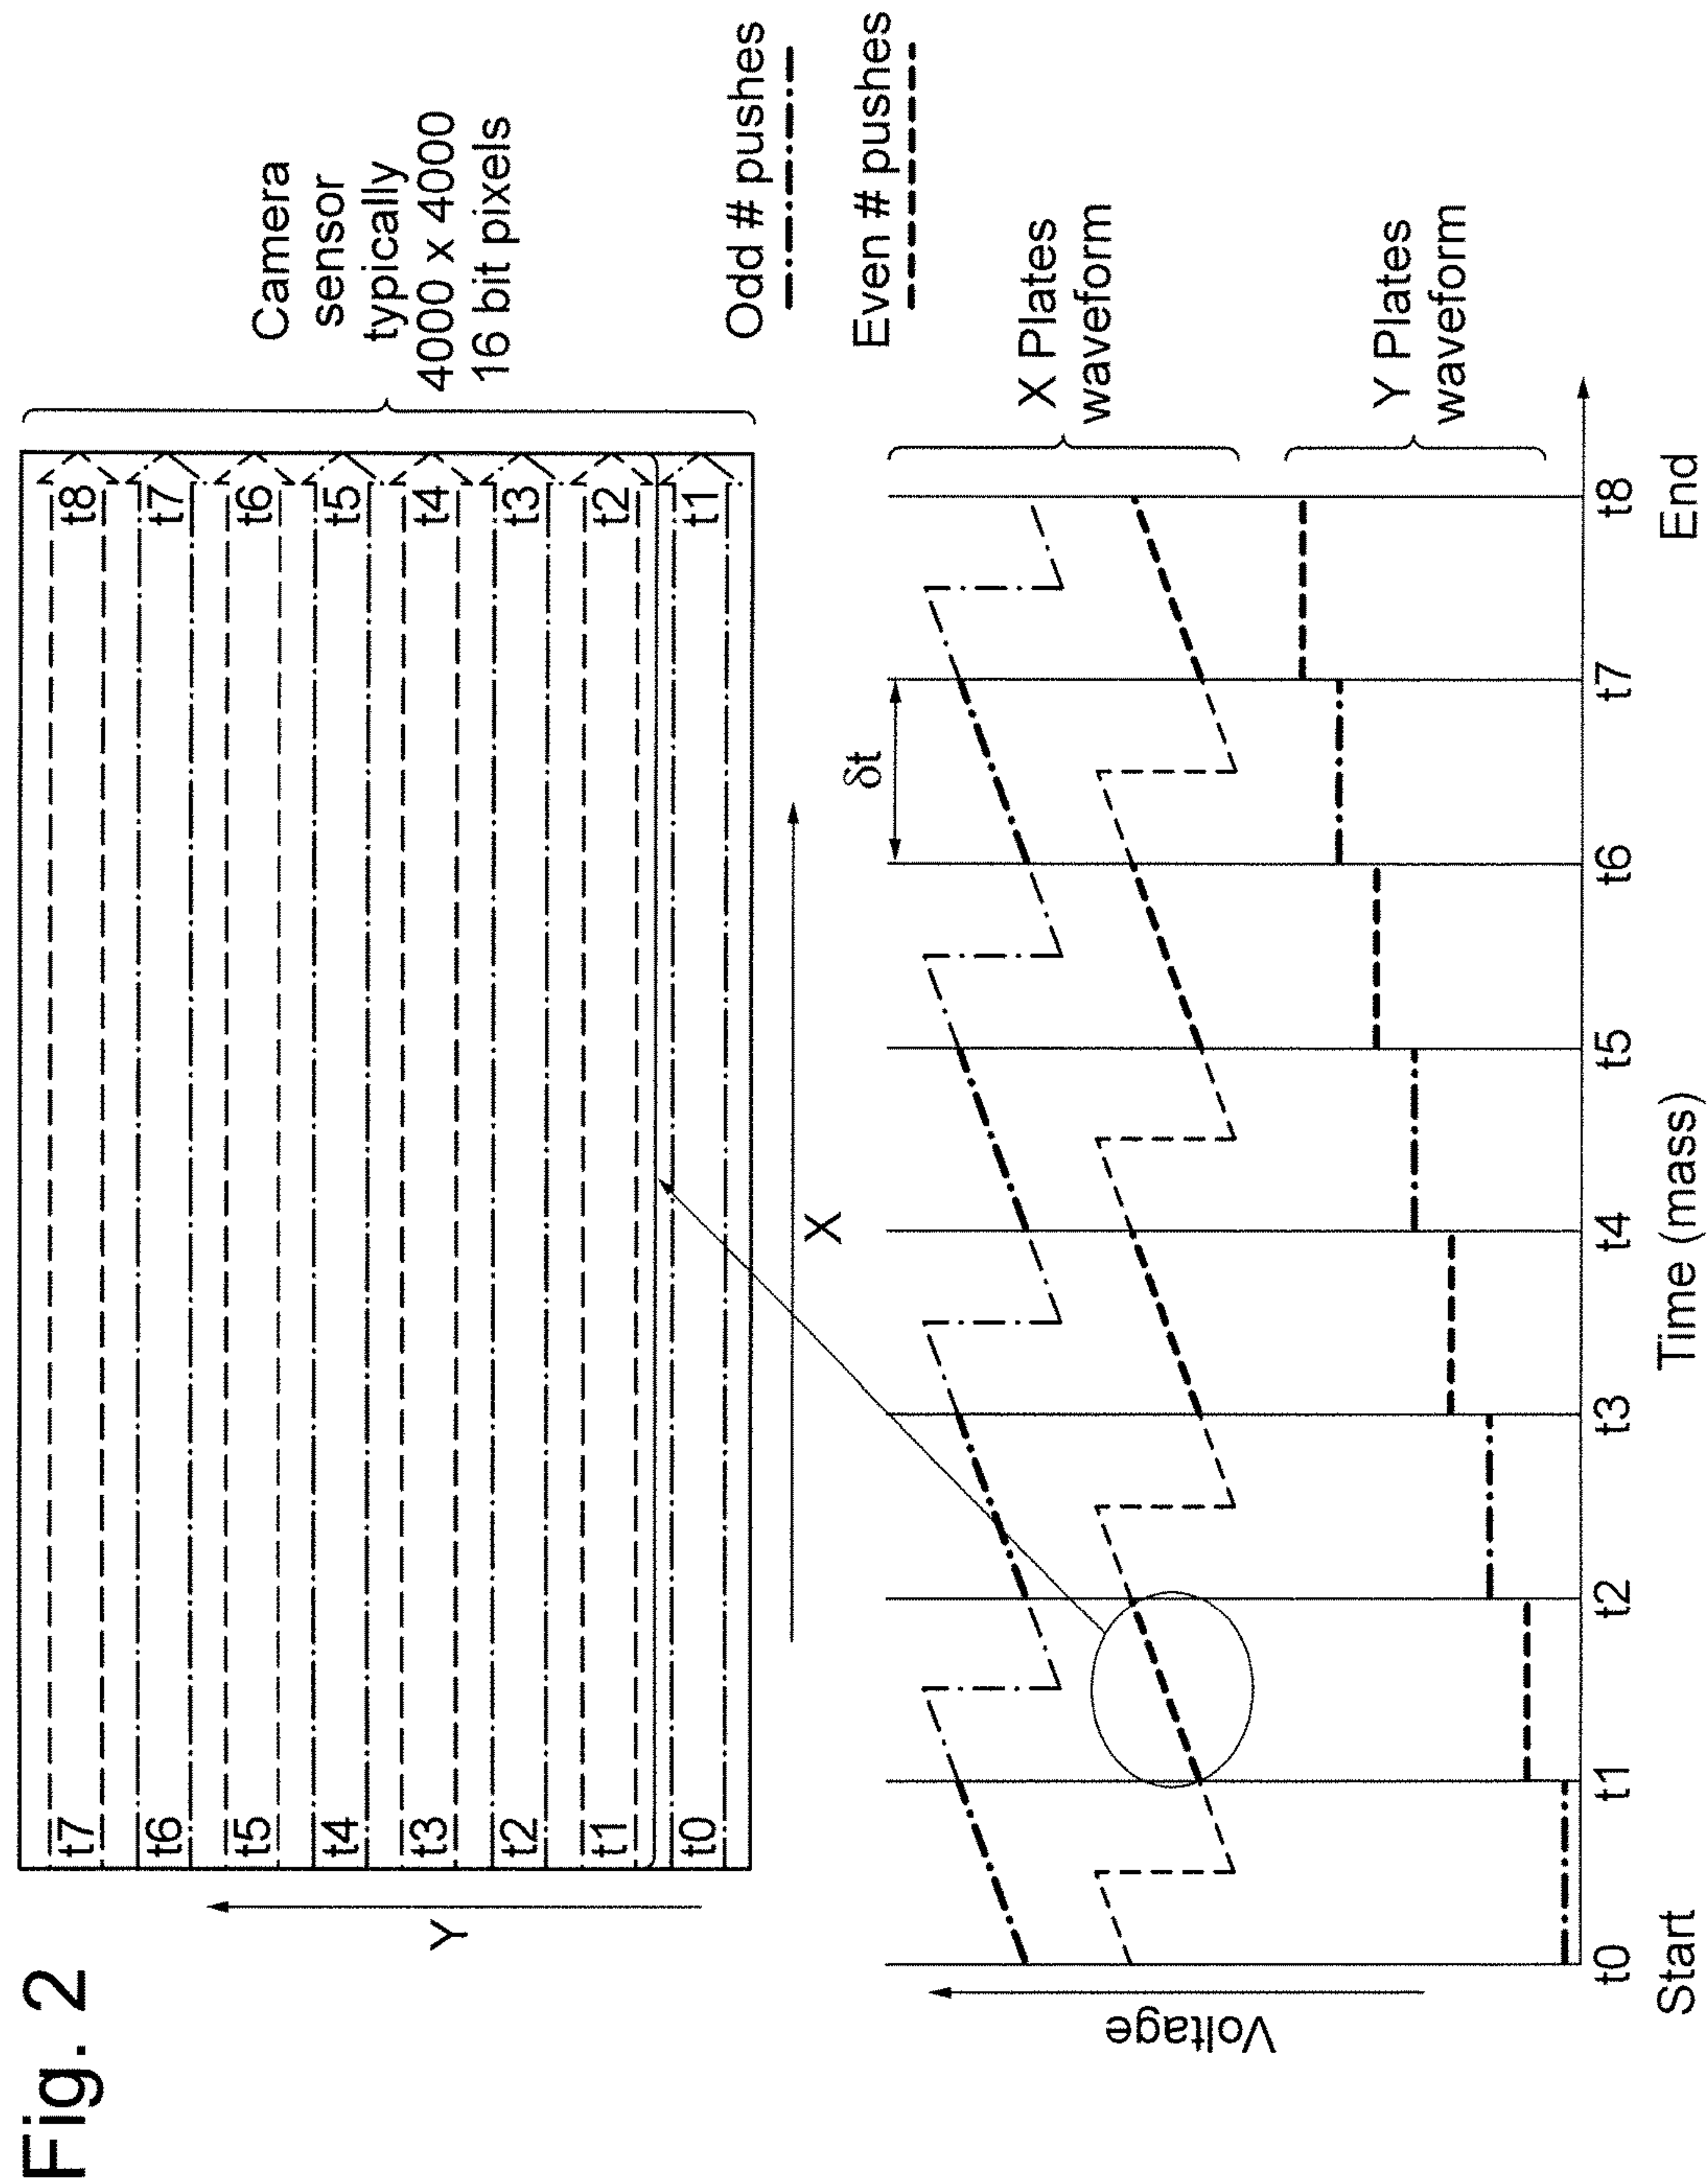 Fig. 2
Y
t7 t8
t6 t7
t5 t6
t4 t5
t3 t4
t2 t3
t1 t2
t0 t1
Camera
sensor
typically
4000 x 4000
16 bit pixels
X
Odd # pushes
Even # pushes
δt
Voltage
X Plates
waveform
Y Plates
waveform
t0 t1 t2 t3 t4 t5 t6 t7 t8
Start Time (mass) End